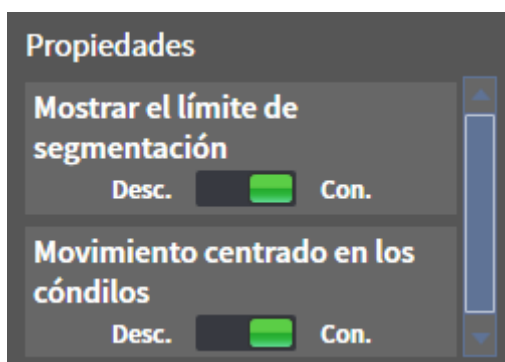 Propiedades
Mostrar el límite de
segmentación
Desc. Con.
Movimiento centrado en los
cóndilos
Desc. Con.